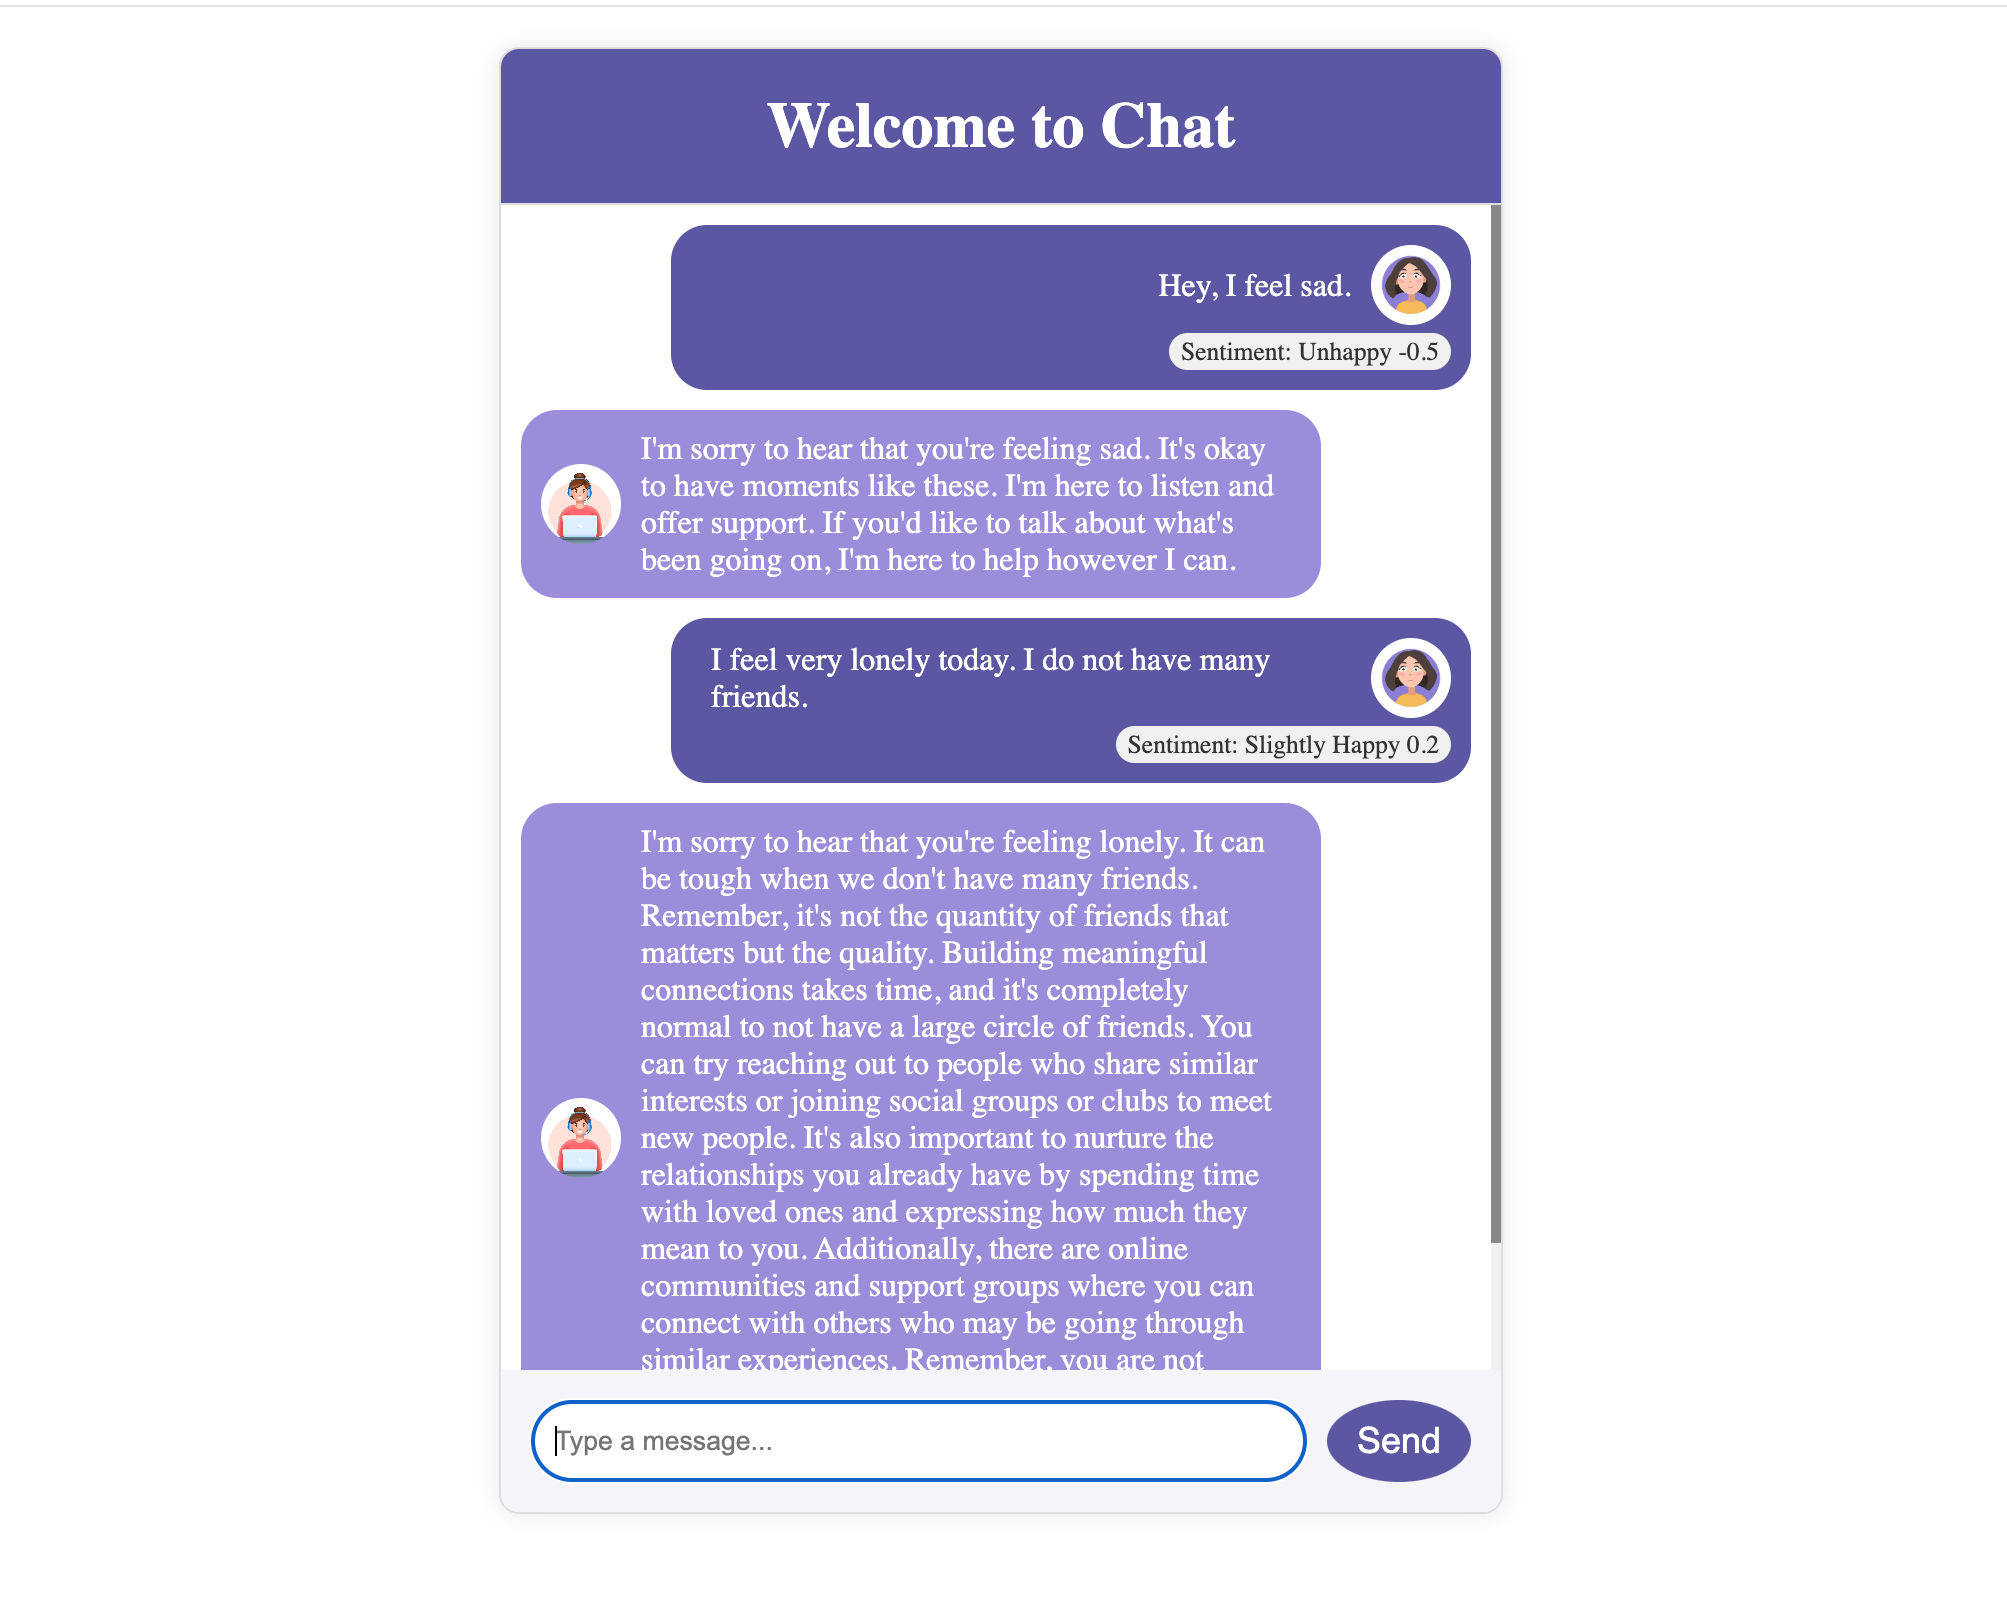 Welcome to Chat
Hey, I feel sad.
Sentiment: Unhappy -0.5
I'm sorry to hear that you're feeling sad. It's okay
to have moments like these. I'm here to listen and
offer support. If you'd like to talk about what's
been going on, I'm here to help however I can.
I feel very lonely today. I do not have many
friends.
Sentiment: Slightly Happy 0.2
I'm sorry to hear that you're feeling lonely. It can
be tough when we don't have many friends.
Remember, it's not the quantity of friends that
matters but the quality. Building meaningful
connections takes time, and it's completely
normal to not have a large circle of friends. You
can try reaching out to people who share similar
interests or joining social groups or clubs to meet
new people. It's also important to nurture the
relationships you already have by spending time
with loved ones and expressing how much they
mean to you. Additionally, there are online
communities and support groups where you can
connect with others who may be going through
similar experiences. Remember, you are not
Type a message...
Send